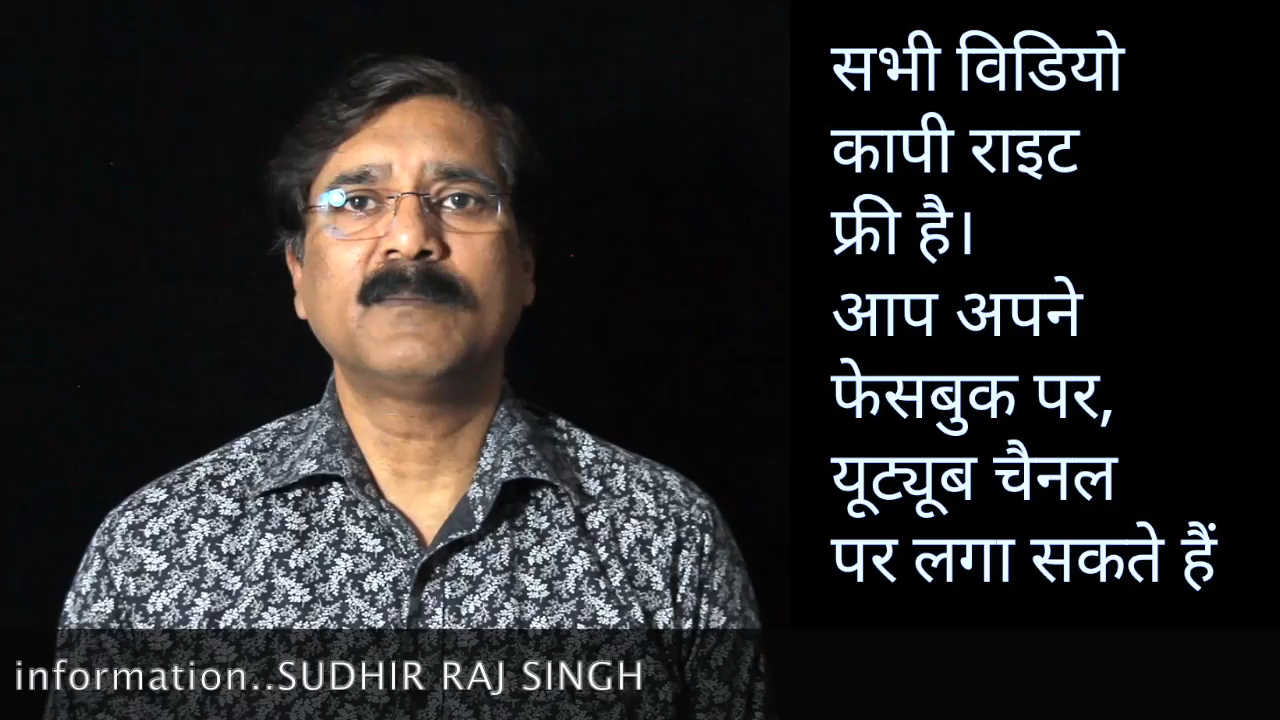 सभी विडियो
कापी राइट
फ्री है।
आप अपने
फेसबुक पर,
यूट्यूब चैनल
पर लगा सकते हैं
information..SUDHIR RAJ SINGH